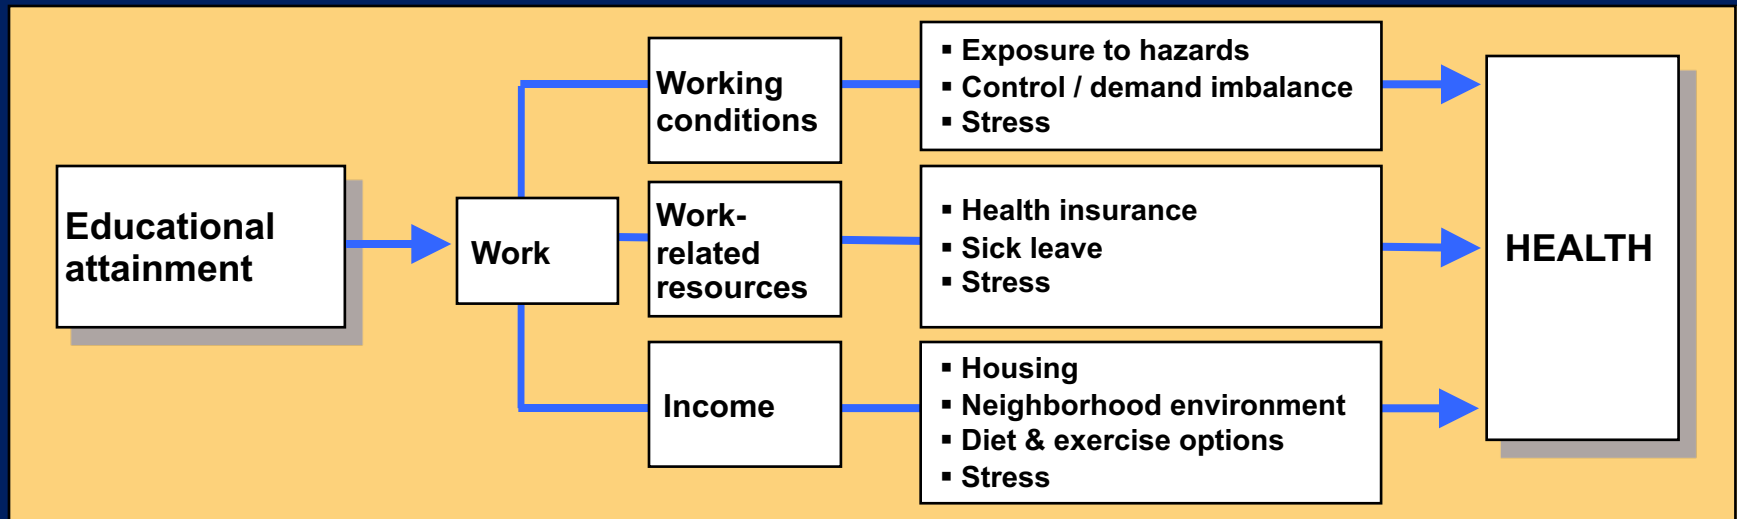 Educational
attainment
Work
Working
conditions
▪ Exposure to hazards
▪ Control / demand imbalance
▪ Stress
Work-
related
resources
▪ Health insurance
▪ Sick leave
▪ Stress
Income
▪ Housing
▪ Neighborhood environment
▪ Diet & exercise options
▪ Stress
HEALTH